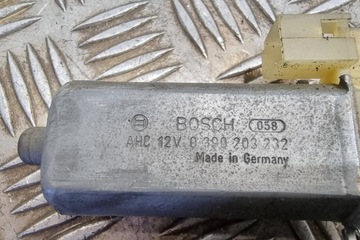 BOSCH 058
AHC 12V 0 390 203 232
Made in Germany